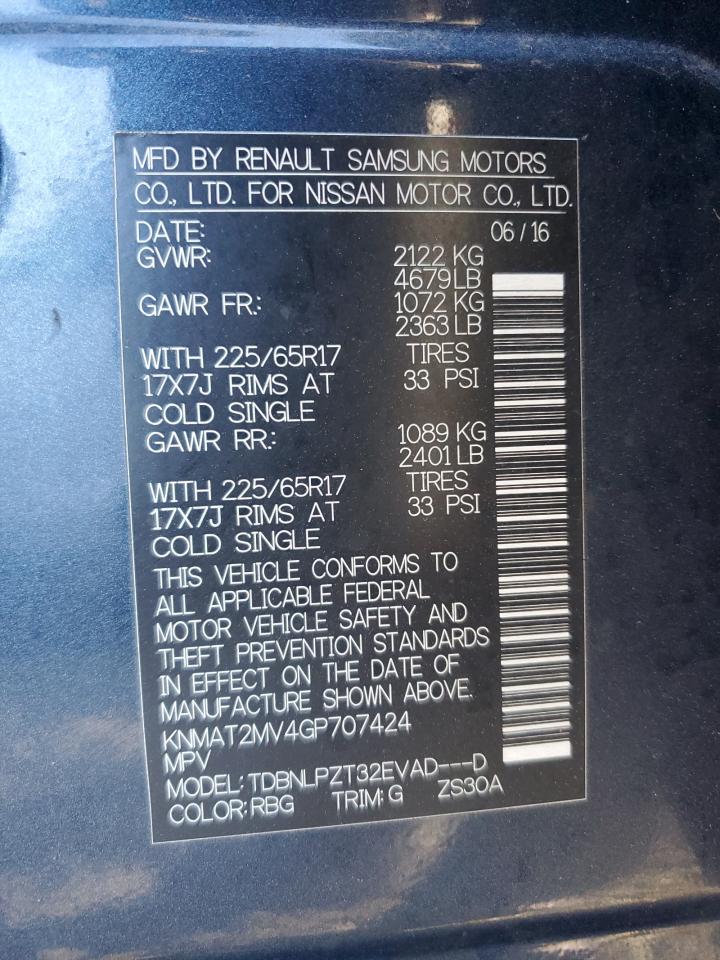 MFD BY RENAULT SAMSUNG MOTORS
CO., LTD. FOR NISSAN MOTOR CO., LTD.
DATE: 06 / 16
GVWR: 2122 KG
4679 LB
GAWR FR.: 1072 KG
2363 LB
WITH 225/65R17 TIRES
17X7J RIMS AT 33 PSI
COLD SINGLE
GAWR RR.: 1089 KG
2401 LB
WITH 225/65R17 TIRES
17X7J RIMS AT 33 PSI
COLD SINGLE
THIS VEHICLE CONFORMS TO
ALL APPLICABLE FEDERAL
MOTOR VEHICLE SAFETY AND
THEFT PREVENTION STANDARDS
IN EFFECT ON THE DATE OF
MANUFACTURE SHOWN ABOVE.
KNMAT2MV4GP707424
MPV
MODEL: TDBNLPZT32EVAD---D
COLOR: RBG TRIM: G ZS30A